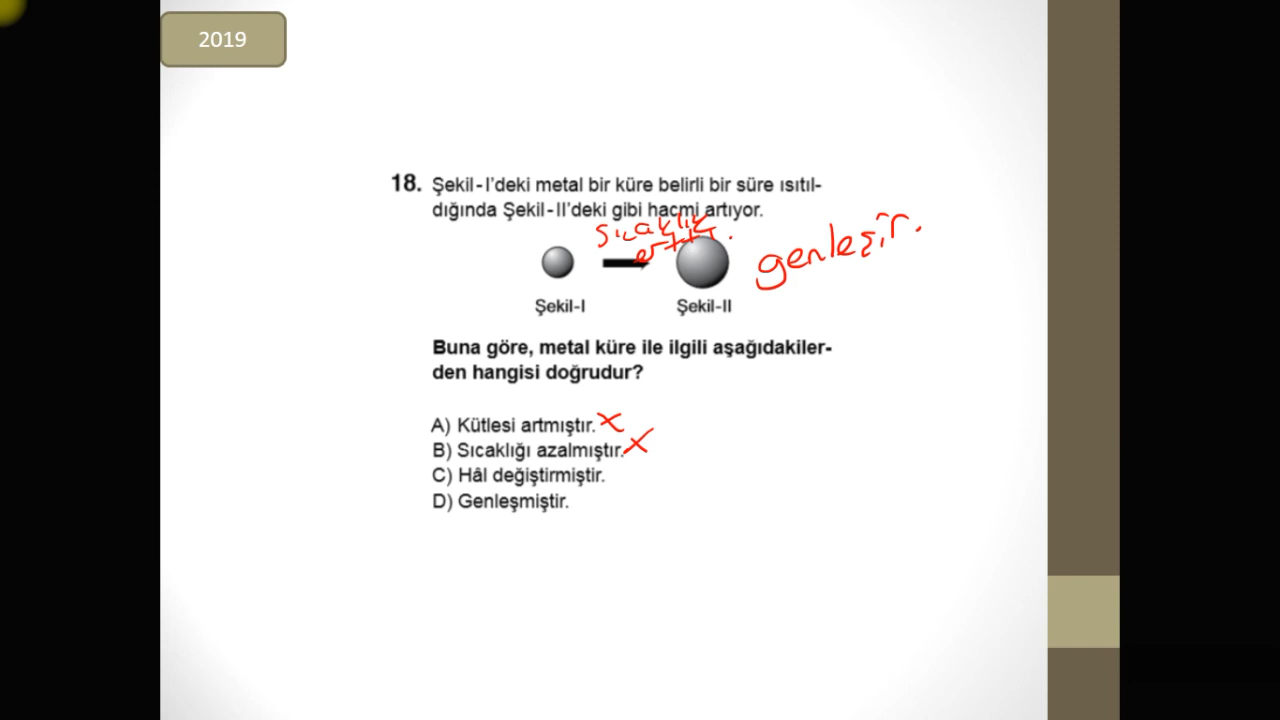 2019
18. Şekil-I'deki metal bir küre belirli bir süre ısıtıl-
dığında Şekil-II'deki gibi hacmi artıyor.
sıcaklık
arttı.
genleşir.
Şekil-I
Şekil-II
Buna göre, metal küre ile ilgili aşağıdakiler-
den hangisi doğrudur?
A) Kütlesi artmıştır. x
B) Sıcaklığı azalmıştır. x
C) Hâl değiştirmiştir.
D) Genleşmiştir.